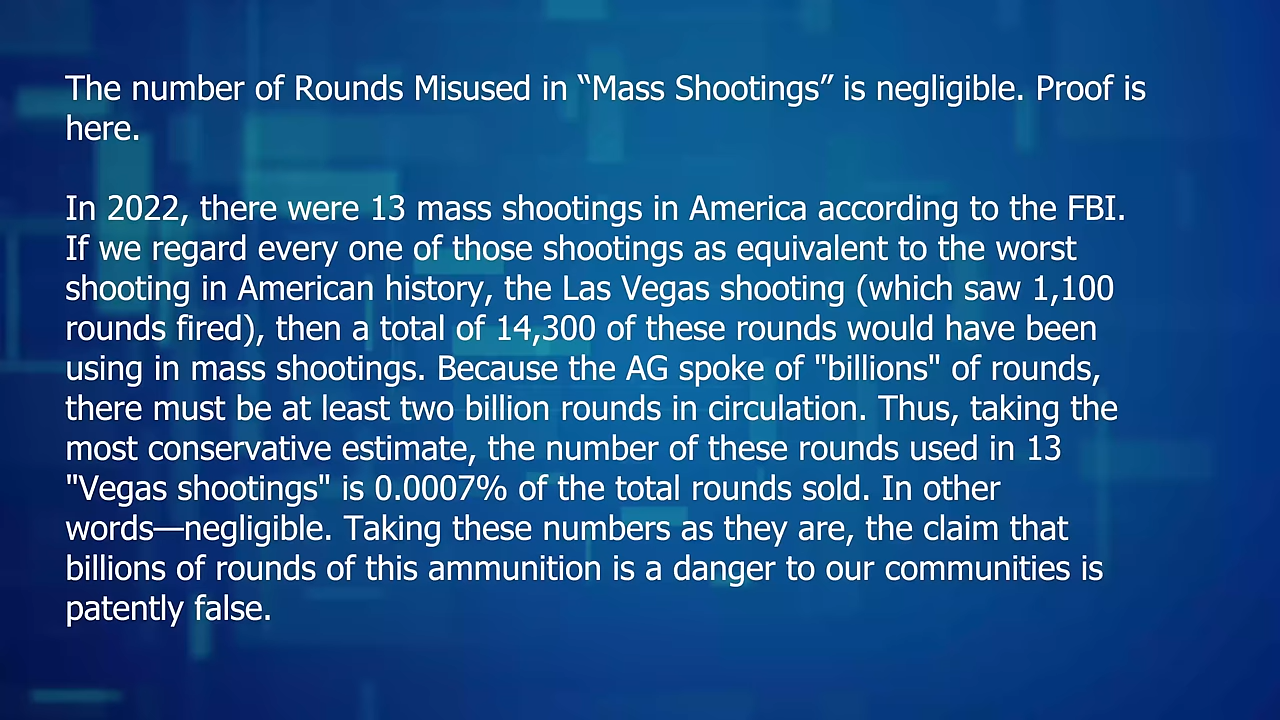 The number of Rounds Misused in “Mass Shootings” is negligible. Proof is
here.
In 2022, there were 13 mass shootings in America according to the FBI.
If we regard every one of those shootings as equivalent to the worst
shooting in American history, the Las Vegas shooting (which saw 1,100
rounds fired), then a total of 14,300 of these rounds would have been
using in mass shootings. Because the AG spoke of "billions" of rounds,
there must be at least two billion rounds in circulation. Thus, taking the
most conservative estimate, the number of these rounds used in 13
"Vegas shootings" is 0.0007% of the total rounds sold. In other
words—negligible. Taking these numbers as they are, the claim that
billions of rounds of this ammunition is a danger to our communities is
patently false.